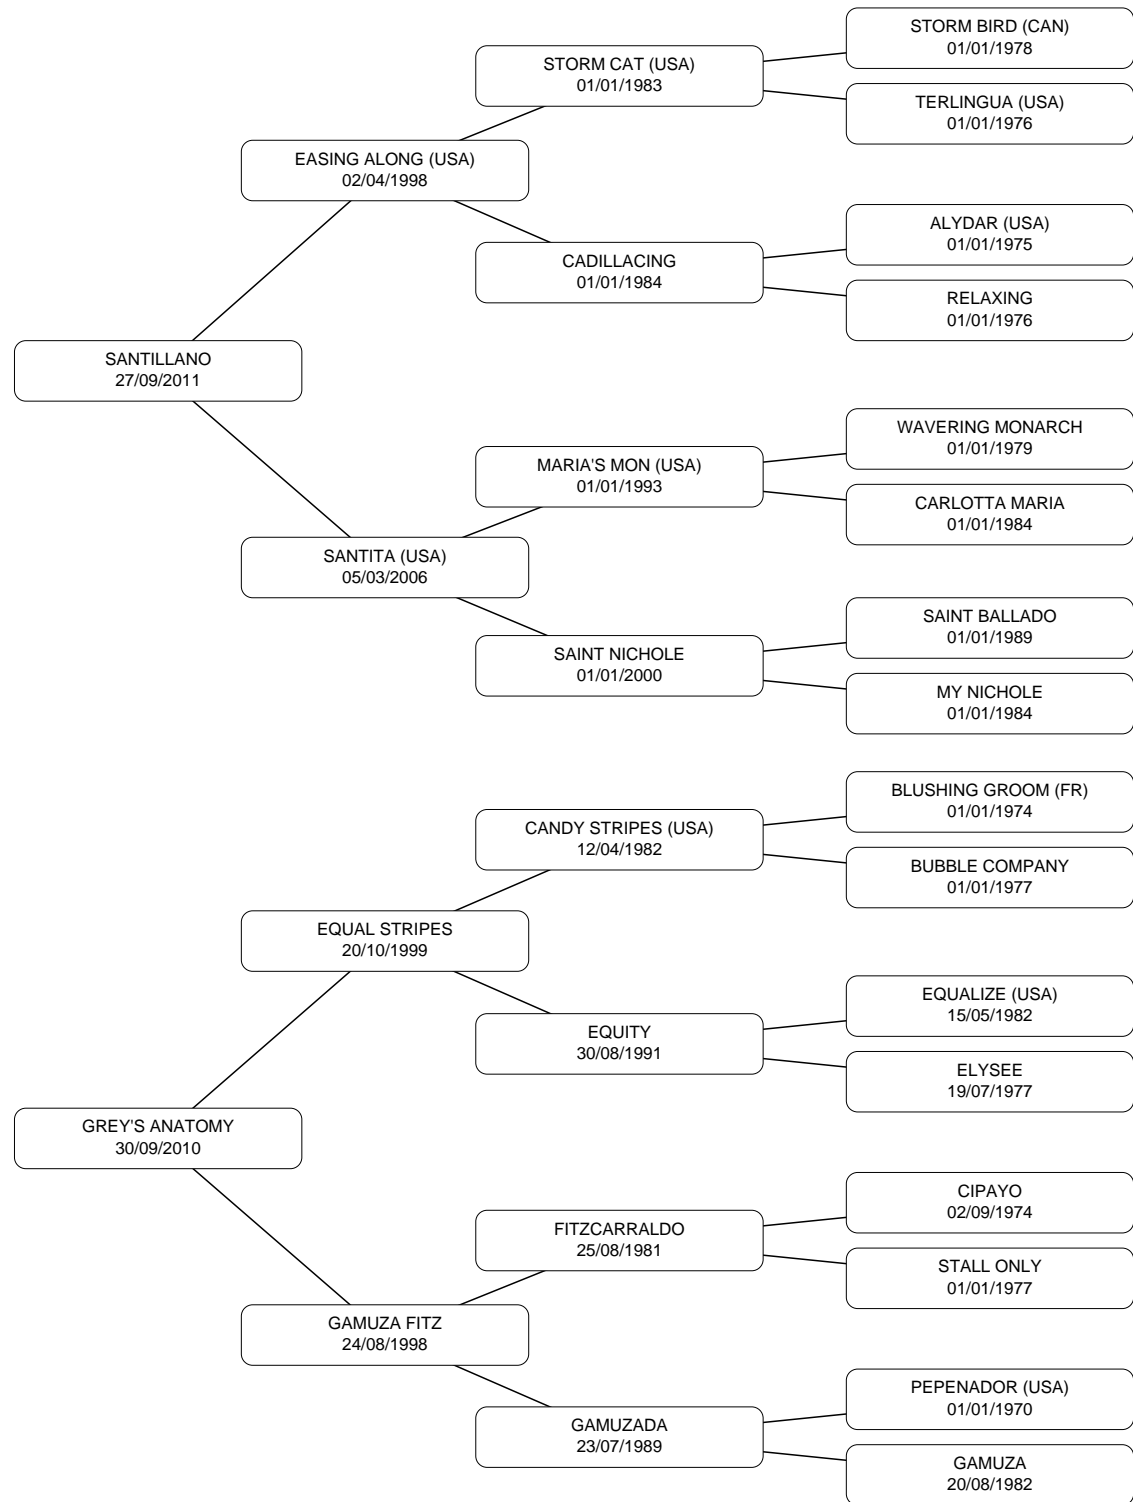 STORM BIRD (CAN)
01/01/1978
STORM CAT (USA)
01/01/1983
TERLINGUA (USA)
01/01/1976
EASING ALONG (USA)
02/04/1998
ALYDAR (USA)
01/01/1975
CADILLACING
01/01/1984
RELAXING
01/01/1976
SANTILLANO
27/09/2011
WAVERING MONARCH
01/01/1979
MARIA'S MON (USA)
01/01/1993
CARLOTTA MARIA
01/01/1984
SANTITA (USA)
05/03/2006
SAINT BALLADO
01/01/1989
SAINT NICHOLE
01/01/2000
MY NICHOLE
01/01/1984
BLUSHING GROOM (FR)
01/01/1974
CANDY STRIPES (USA)
12/04/1982
BUBBLE COMPANY
01/01/1977
EQUAL STRIPES
20/10/1999
EQUALIZE (USA)
15/05/1982
EQUITY
30/08/1991
ELYSEE
19/07/1977
GREY'S ANATOMY
30/09/2010
CIPAYO
02/09/1974
FITZCARRALDO
25/08/1981
STALL ONLY
01/01/1977
GAMUZA FITZ
24/08/1998
PEPENADOR (USA)
01/01/1970
GAMUZADA
23/07/1989
GAMUZA
20/08/1982